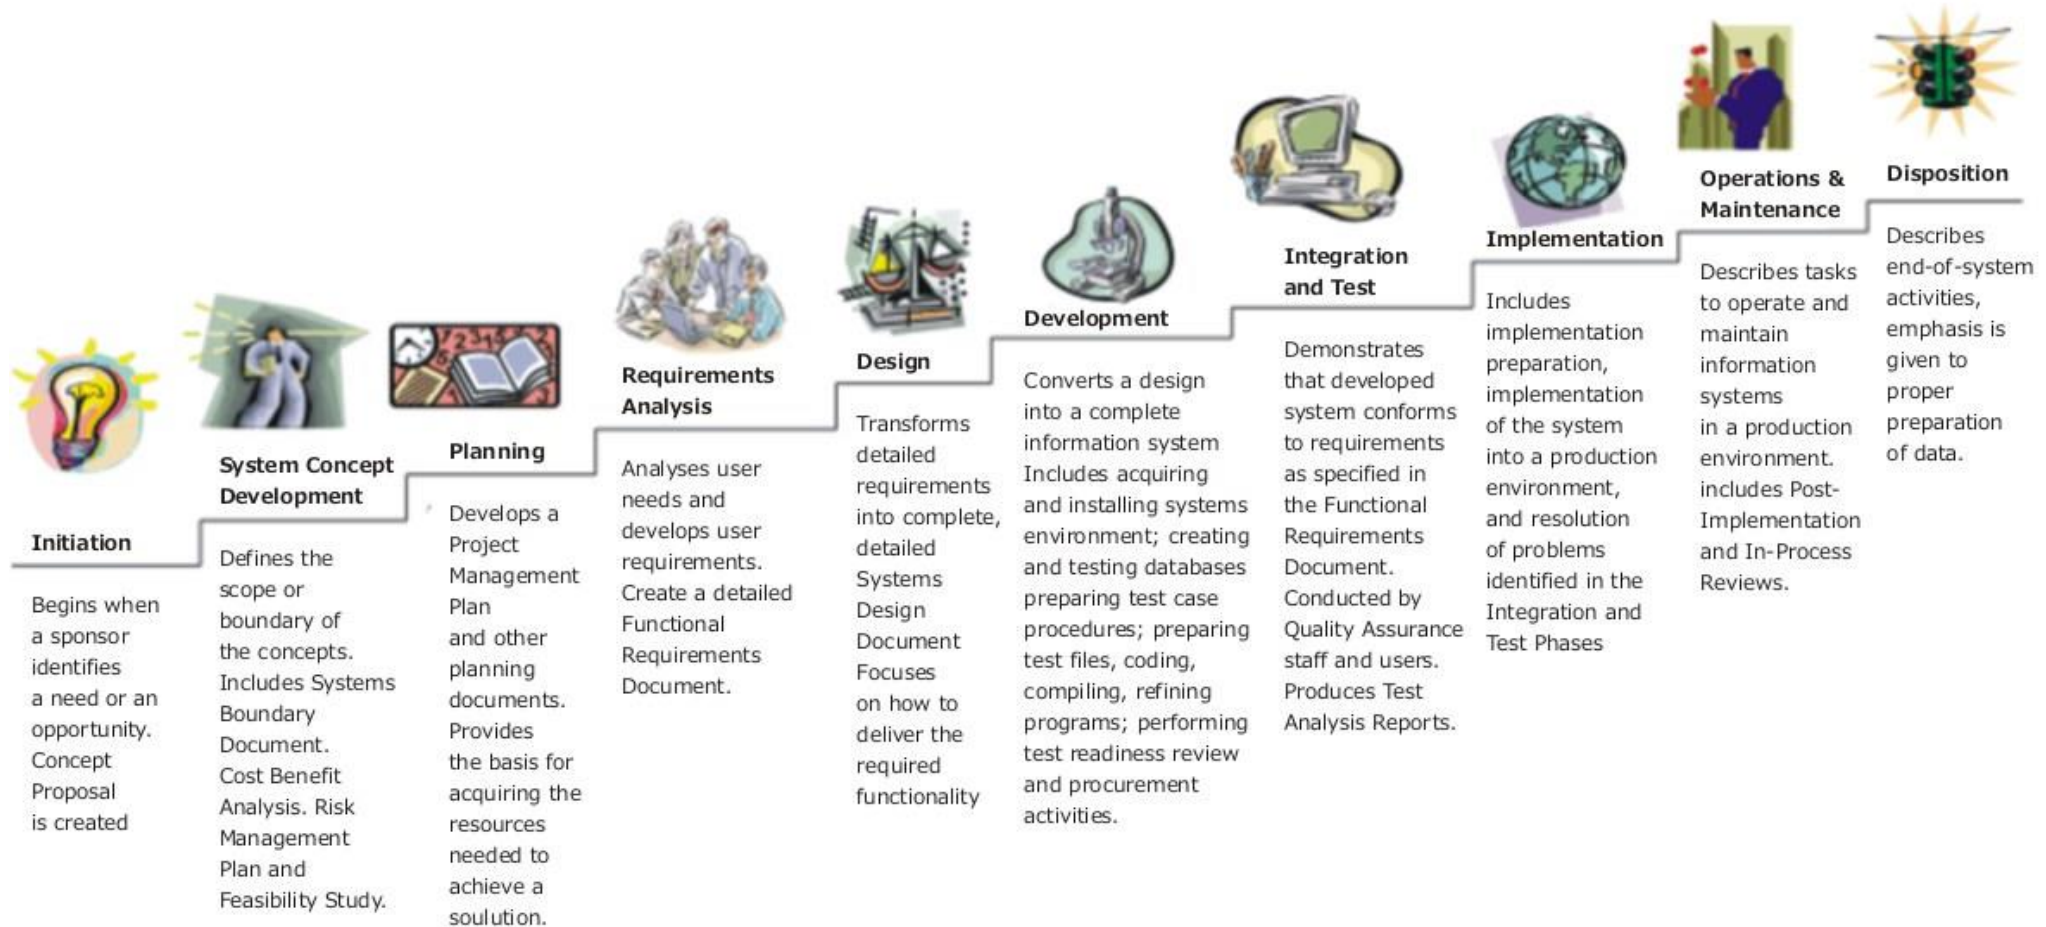 Initiation
Begins when
a sponsor
identifies
a need or an
opportunity.
Concept
Proposal
is created
System Concept
Development
Defines the
scope or
boundary of
the concepts.
Includes Systems
Boundary
Document.
Cost Benefit
Analysis. Risk
Management
Plan and
Feasibility Study.
Planning
Develops a
Project
Management
Plan
and other
planning
documents.
Provides
the basis for
acquiring the
resources
needed to
achieve a
soulution.
Requirements
Analysis
Analyses user
needs and
develops user
requirements.
Create a detailed
Functional
Requirements
Document.
Design
Transforms
detailed
requirements
into complete,
detailed
Systems
Design
Document
Focuses
on how to
deliver the
required
functionality
Development
Converts a design
into a complete
information system
Includes acquiring
and installing systems
environment; creating
and testing databases
preparing test case
procedures; preparing
test files, coding,
compiling, refining
programs; performing
test readiness review
and procurement
activities.
Integration
and Test
Demonstrates
that developed
system conforms
to requirements
as specified in
the Functional
Requirements
Document.
Conducted by
Quality Assurance
staff and users.
Produces Test
Analysis Reports.
Implementation
Includes
implementation
preparation,
implementation
of the system
into a production
environment,
and resolution
of problems
identified in the
Integration and
Test Phases
Operations &
Maintenance
Describes tasks
to operate and
maintain
information
systems
in a production
environment.
includes Post-
Implementation
and In-Process
Reviews.
Disposition
Describes
end-of-system
activities,
emphasis is
given to
proper
preparation
of data.